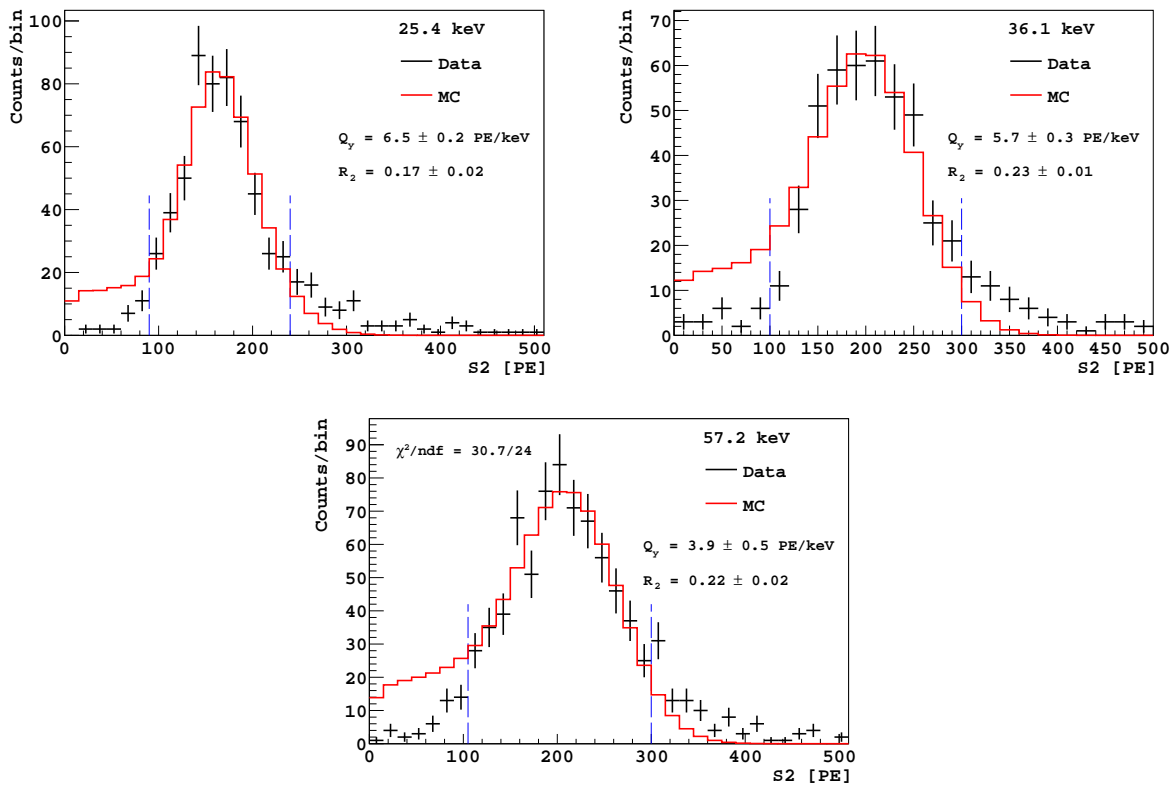 25.4 keV
Data
MC
Q_y = 6.5 ± 0.2 PE/keV
R_2 = 0.17 ± 0.02
Counts/bin
100
80
60
40
20
0
0 100 200 300 400 500
S2 [PE]
36.1 keV
Data
MC
Q_y = 5.7 ± 0.3 PE/keV
R_2 = 0.23 ± 0.01
Counts/bin
70
60
50
40
30
20
10
0
0 50 100 150 200 250 300 350 400 450 500
S2 [PE]
χ²/ndf = 30.7/24
57.2 keV
Data
MC
Q_y = 3.9 ± 0.5 PE/keV
R_2 = 0.22 ± 0.02
Counts/bin
90
80
70
60
50
40
30
20
10
0
0 100 200 300 400 500
S2 [PE]